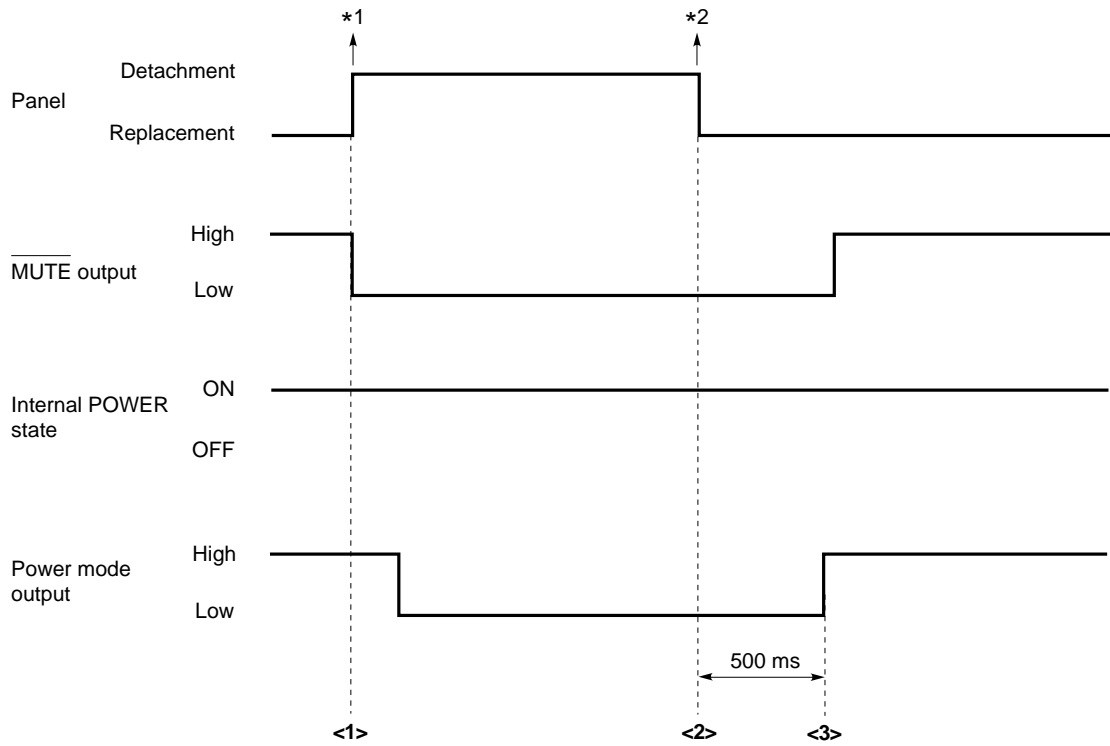 *1 *2
Detachment
Panel
Replacement
High
MUTE output
Low
ON
Internal POWER
state
OFF
High
Power mode
output
Low
500 ms
<1> <2> <3>